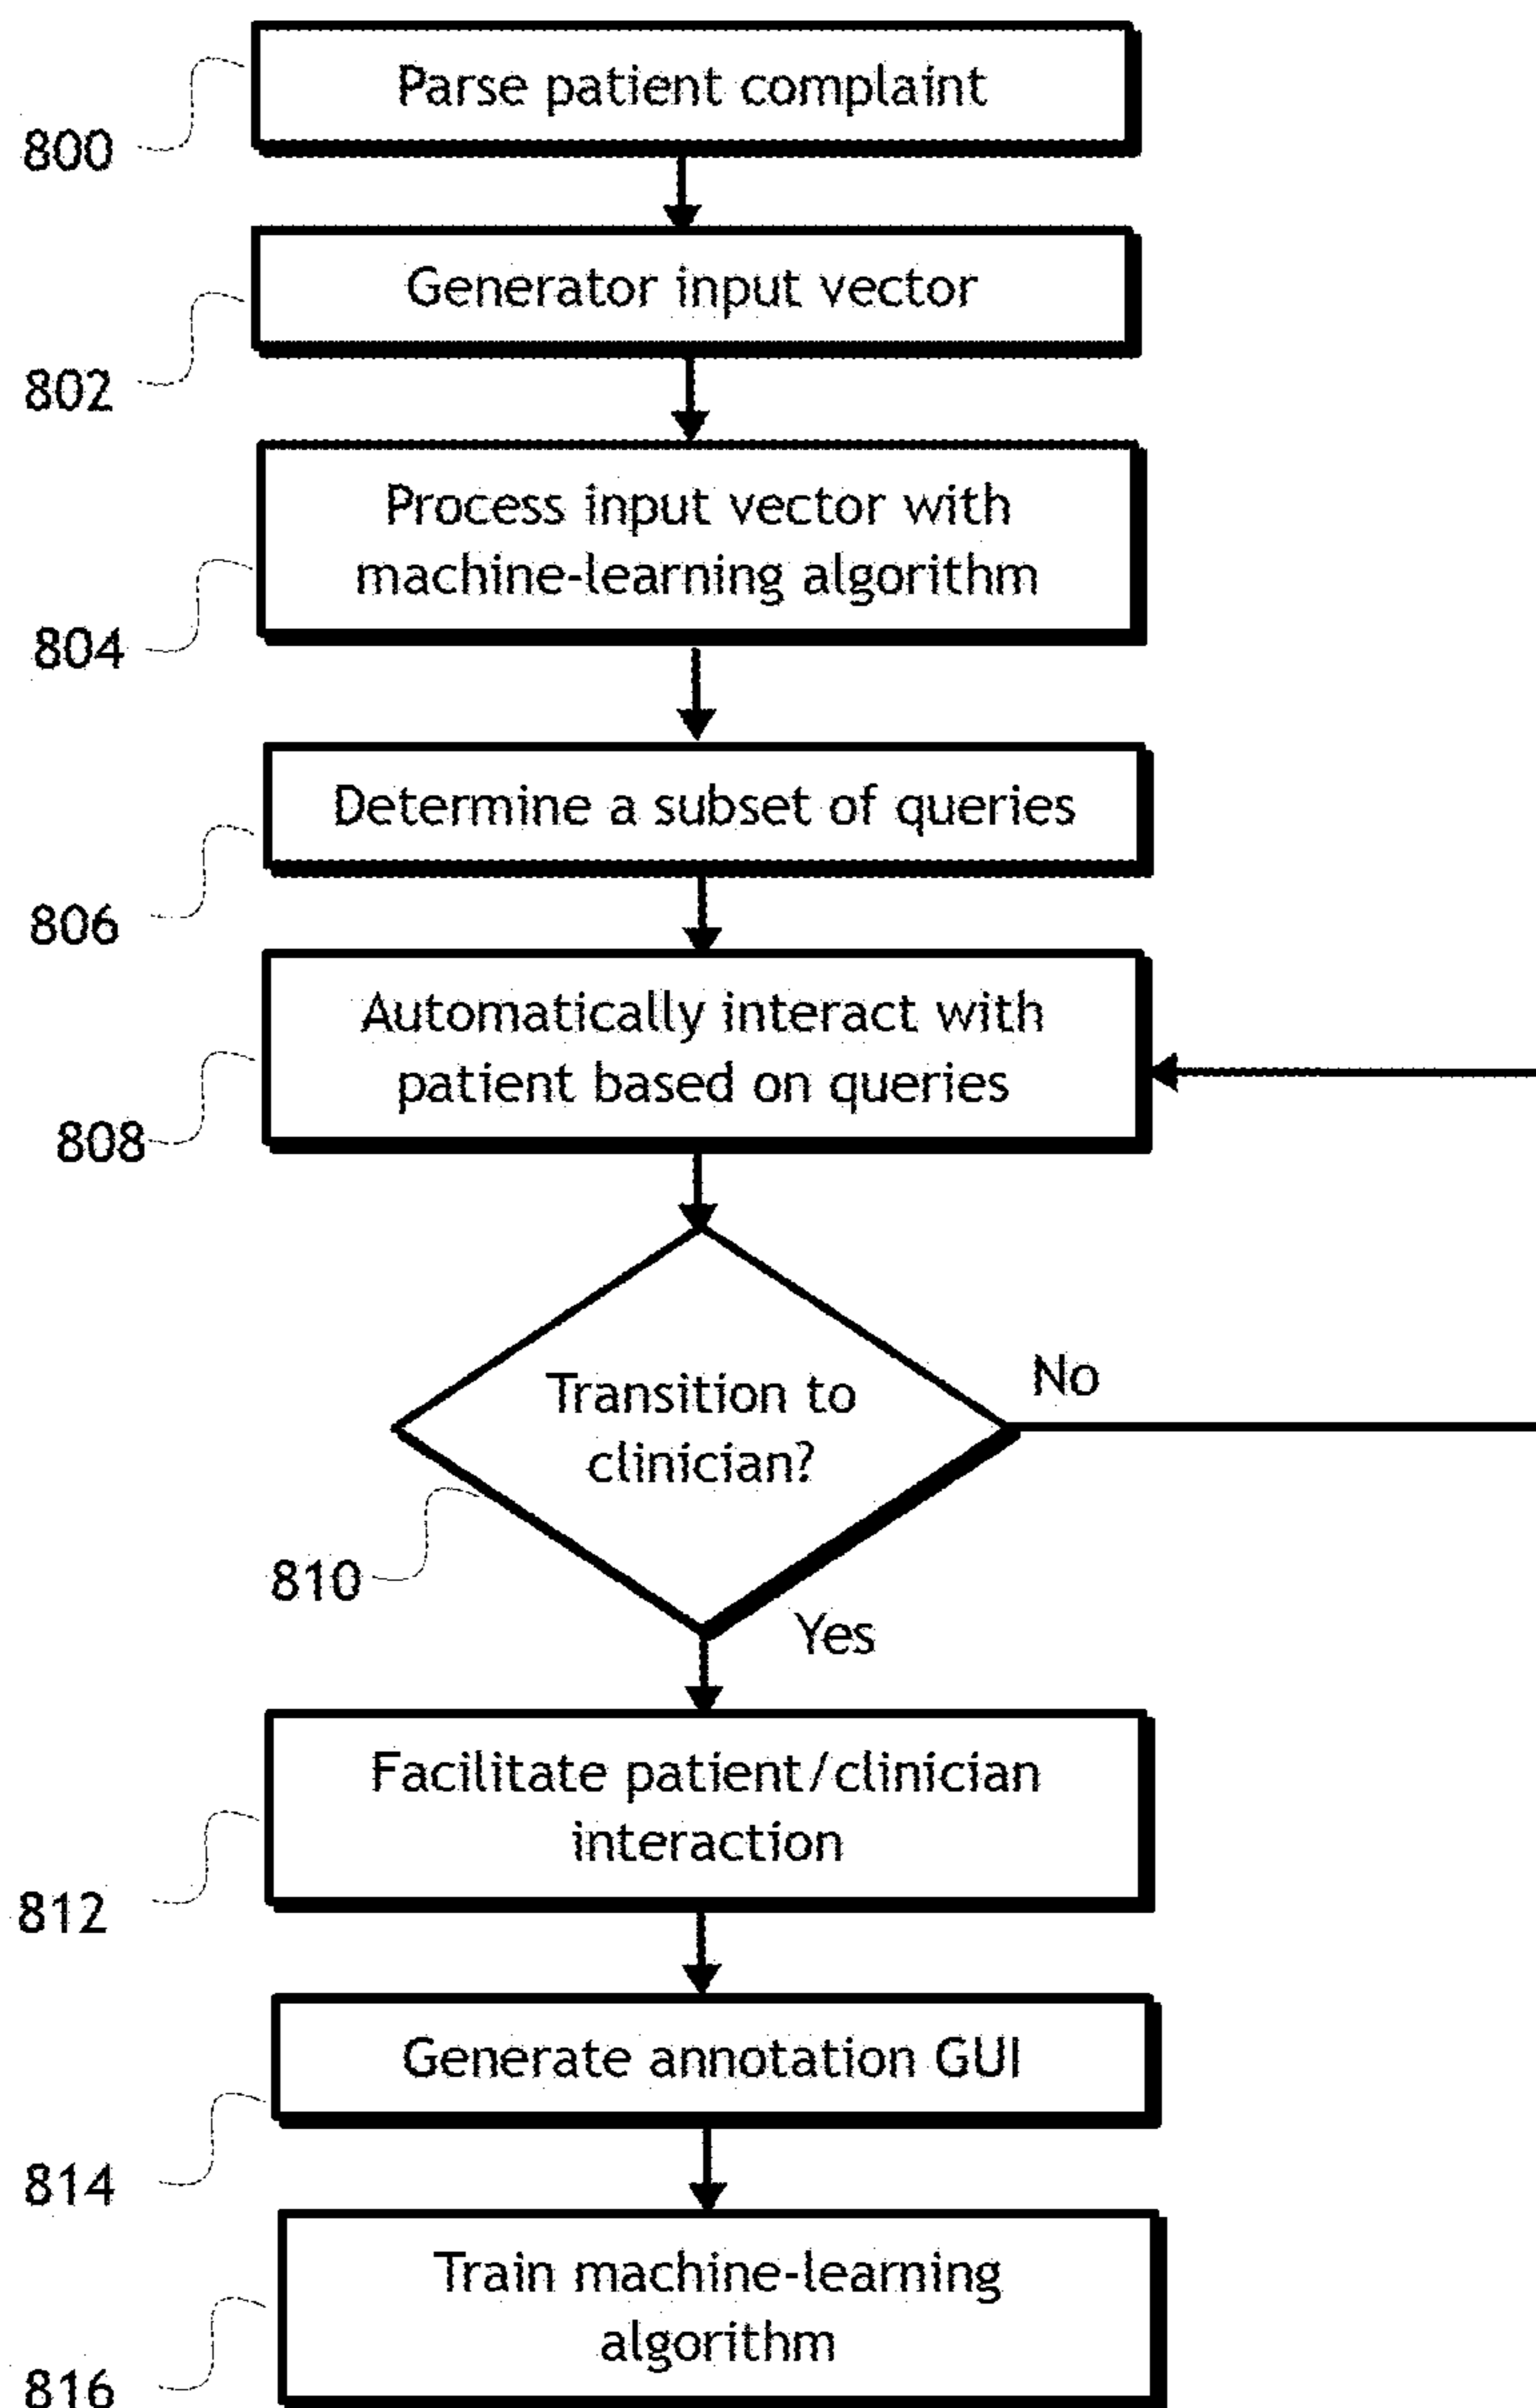 Parse patient complaint
800
Generator input vector
802
Process input vector with
machine-learning algorithm
804
Determine a subset of queries
806
Automatically interact with
patient based on queries
808
Transition to
clinician?
No
810
Yes
Facilitate patient/clinician
interaction
812
Generate annotation GUI
814
Train machine-learning
algorithm
816